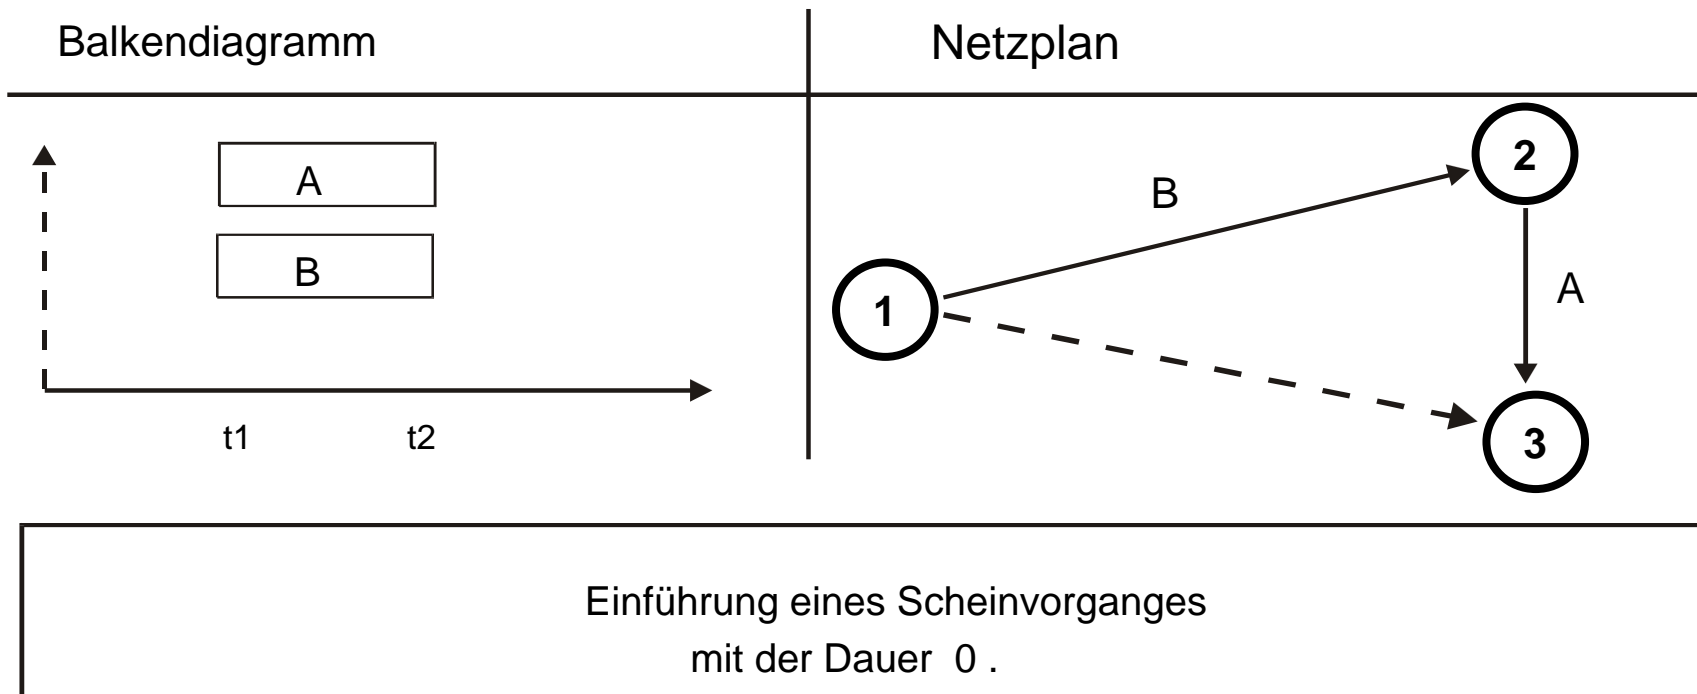 Balkendiagramm
Netzplan
A
B
t1 t2
B
A
1
2
3
Einführung eines Scheinvorganges
mit der Dauer 0 .